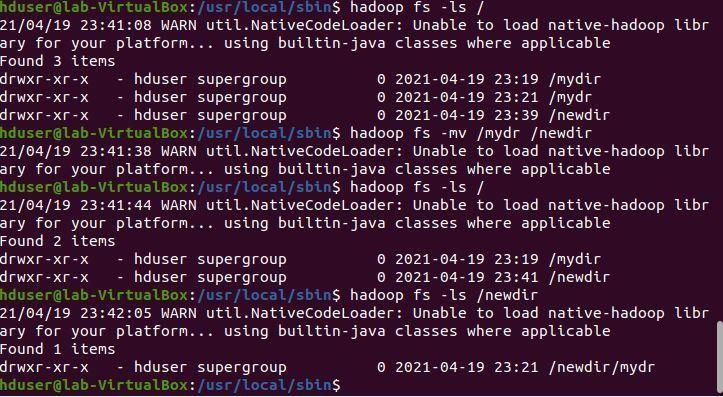 hduser@lab-VirtualBox:/usr/local/sbin$ hadoop fs -ls /
21/04/19 23:41:08 WARN util.NativeCodeLoader: Unable to load native-hadoop libr
ary for your platform... using builtin-java classes where applicable
Found 3 items
drwxr-xr-x   - hduser supergroup          0 2021-04-19 23:19 /mydir
drwxr-xr-x   - hduser supergroup          0 2021-04-19 23:21 /mydr
drwxr-xr-x   - hduser supergroup          0 2021-04-19 23:39 /newdir
hduser@lab-VirtualBox:/usr/local/sbin$ hadoop fs -mv /mydr /newdir
21/04/19 23:41:38 WARN util.NativeCodeLoader: Unable to load native-hadoop libr
ary for your platform... using builtin-java classes where applicable
hduser@lab-VirtualBox:/usr/local/sbin$ hadoop fs -ls /
21/04/19 23:41:44 WARN util.NativeCodeLoader: Unable to load native-hadoop libr
ary for your platform... using builtin-java classes where applicable
Found 2 items
drwxr-xr-x   - hduser supergroup          0 2021-04-19 23:19 /mydir
drwxr-xr-x   - hduser supergroup          0 2021-04-19 23:41 /newdir
hduser@lab-VirtualBox:/usr/local/sbin$ hadoop fs -ls /newdir
21/04/19 23:42:05 WARN util.NativeCodeLoader: Unable to load native-hadoop libr
ary for your platform... using builtin-java classes where applicable
Found 1 items
drwxr-xr-x   - hduser supergroup          0 2021-04-19 23:21 /newdir/mydr
hduser@lab-VirtualBox:/usr/local/sbin$